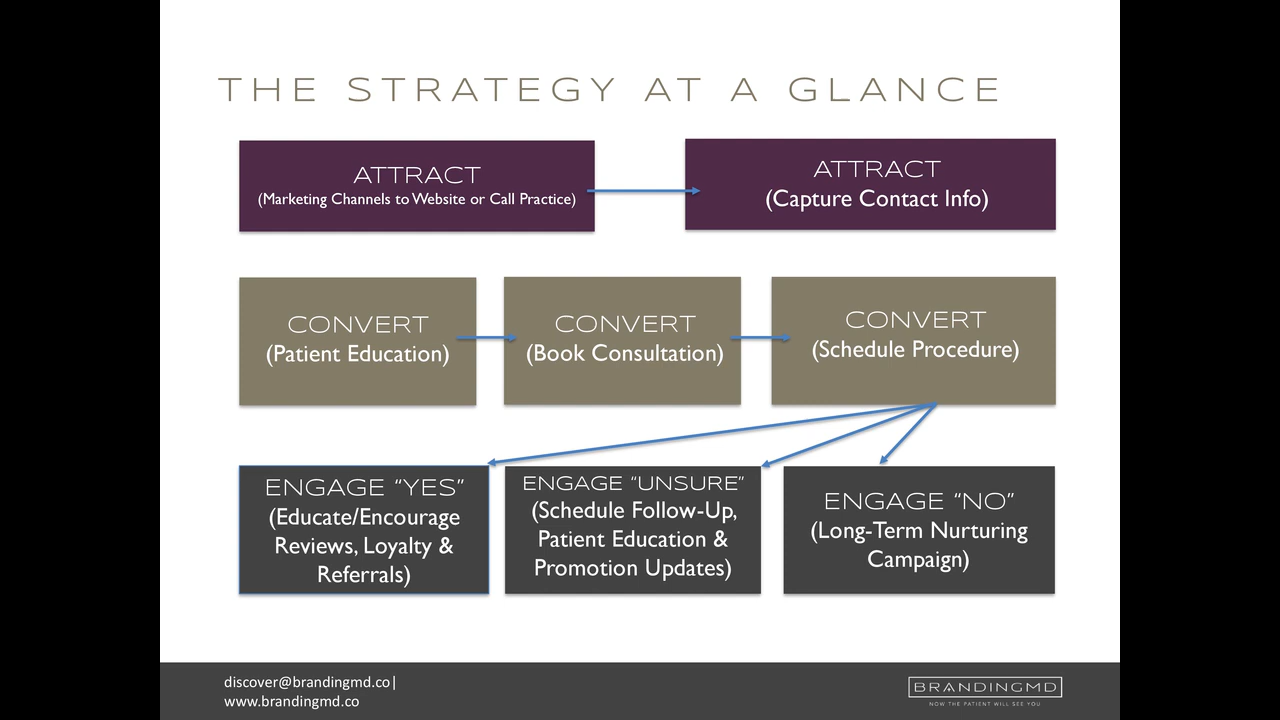 THE STRATEGY AT A GLANCE
ATTRACT
(Marketing Channels to Website or Call Practice)
ATTRACT
(Capture Contact Info)
CONVERT
(Patient Education)
CONVERT
(Book Consultation)
CONVERT
(Schedule Procedure)
ENGAGE “YES”
(Educate/Encourage
Reviews, Loyalty &
Referrals)
ENGAGE “UNSURE”
(Schedule Follow-Up,
Patient Education &
Promotion Updates)
ENGAGE “NO”
(Long-Term Nurturing
Campaign)
discover@brandingmd.co|
www.brandingmd.co
BRANDINGMD
NOW THE PATIENT WILL SEE YOU